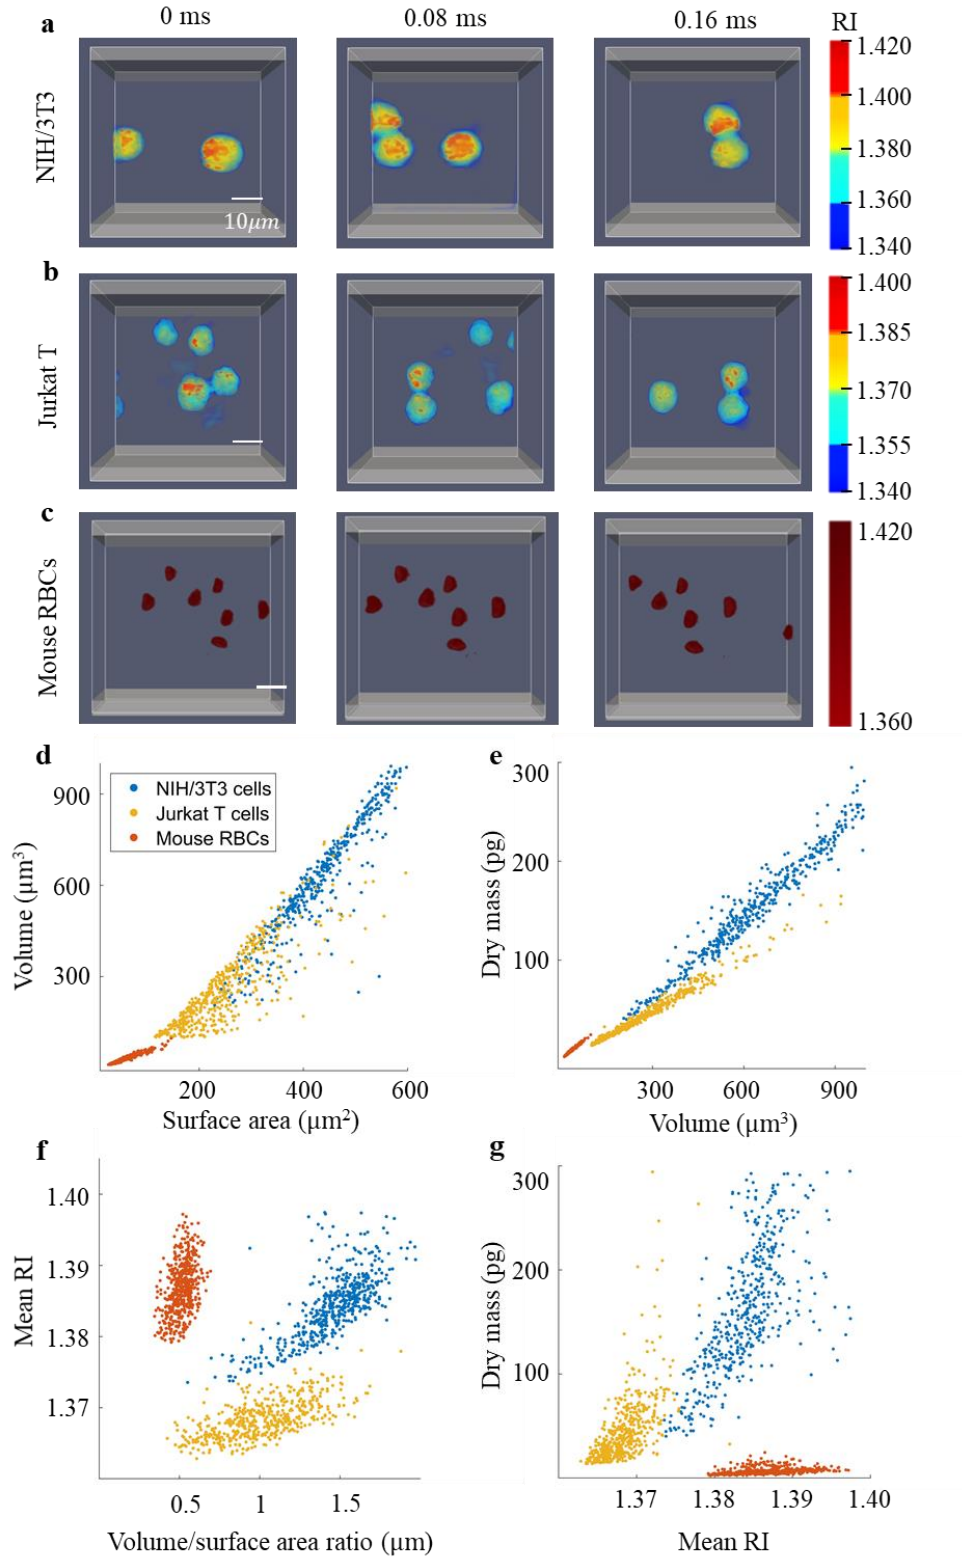 a
0 ms
0.08 ms
0.16 ms
RI
NIH/3T3
10μm
1.420
1.400
1.380
1.360
1.340
b
Jurkat T
1.400
1.385
1.370
1.355
1.340
c
Mouse RBCs
1.420
1.360
d
NIH/3T3 cells
Jurkat T cells
Mouse RBCs
Volume (μm³)
900
600
300
200 400 600
Surface area (μm²)
e
Dry mass (pg)
300
200
100
300 600 900
Volume (μm³)
f
Mean RI
1.40
1.39
1.38
1.37
0.5 1 1.5
Volume/surface area ratio (μm)
g
Dry mass (pg)
300
200
100
1.37 1.38 1.39 1.40
Mean RI